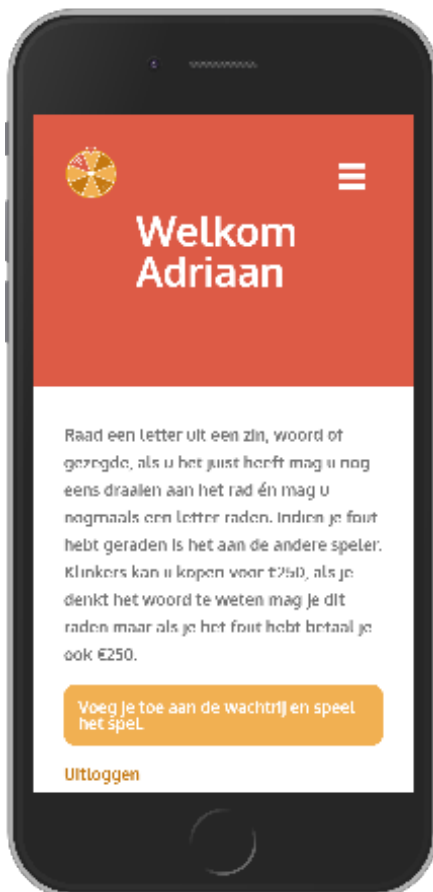 Welkom
Adriaan
Raad een letter uit een zin, woord of
gezegde, als u het juist heeft mag u nog
eens draaien aan het rad én mag u
nogmaals een letter raden. Indien je fout
hebt geraden is het aan de andere speler.
Klinkers kan u kopen voor €250, als je
denkt het woord te weten mag je dit
raden maar als je het fout hebt betaal je
ook €250.
Voeg je toe aan de wachtrij en speel
het spel.
Uitloggen